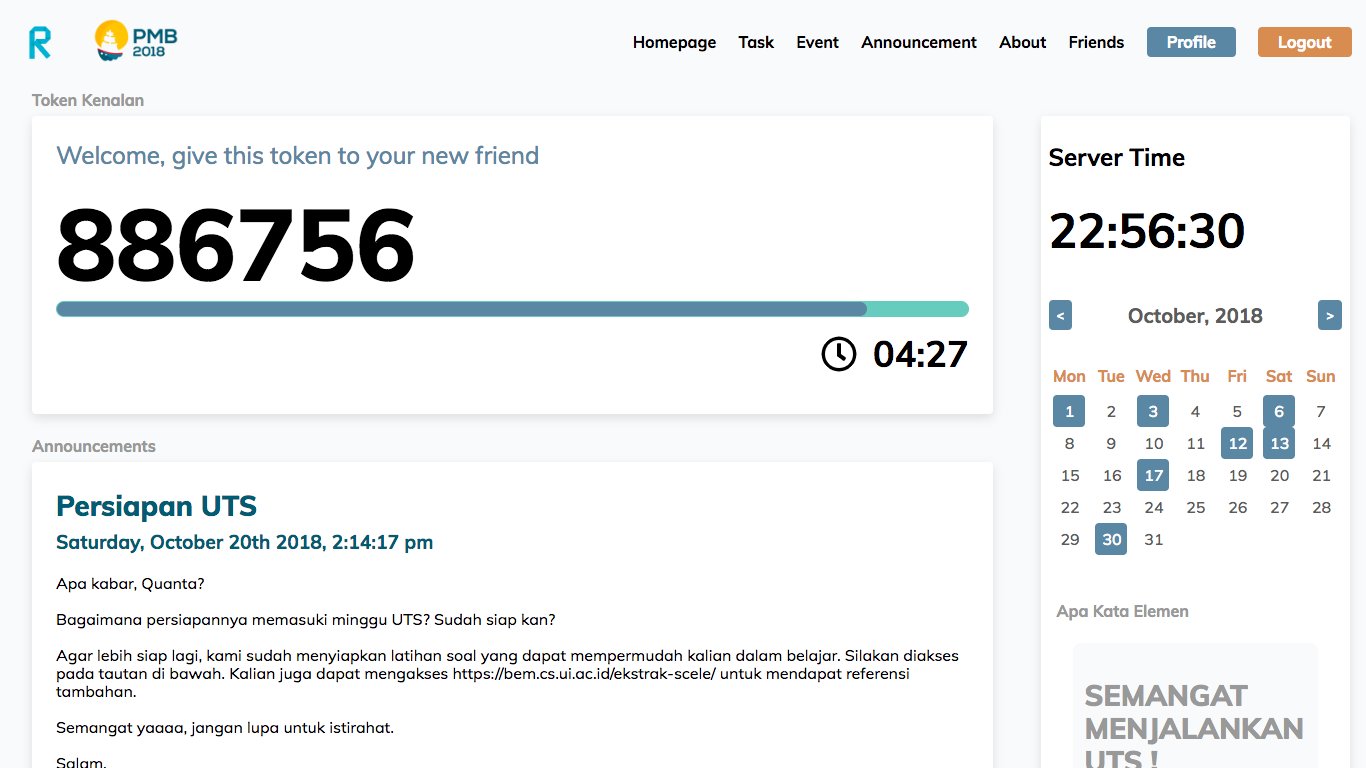 R
PMB
2018
Homepage Task Event Announcement About Friends Profile Logout
Token Kenalan
Welcome, give this token to your new friend
886756
04:27
Announcements
Persiapan UTS
Saturday, October 20th 2018, 2:14:17 pm
Apa kabar, Quanta?
Bagaimana persiapannya memasuki minggu UTS? Sudah siap kan?
Agar lebih siap lagi, kami sudah menyiapkan latihan soal yang dapat mempermudah kalian dalam belajar. Silakan diakses
pada tautan di bawah. Kalian juga dapat mengakses https://bem.cs.ui.ac.id/ekstrak-scele/ untuk mendapat referensi
tambahan.
Semangat yaaaa, jangan lupa untuk istirahat.
Salam,
Server Time
22:56:30
< October, 2018 >
Mon Tue Wed Thu Fri Sat Sun
1 2 3 4 5 6 7
8 9 10 11 12 13 14
15 16 17 18 19 20 21
22 23 24 25 26 27 28
29 30 31
Apa Kata Elemen
SEMANGAT
MENJALANKAN
UTS !